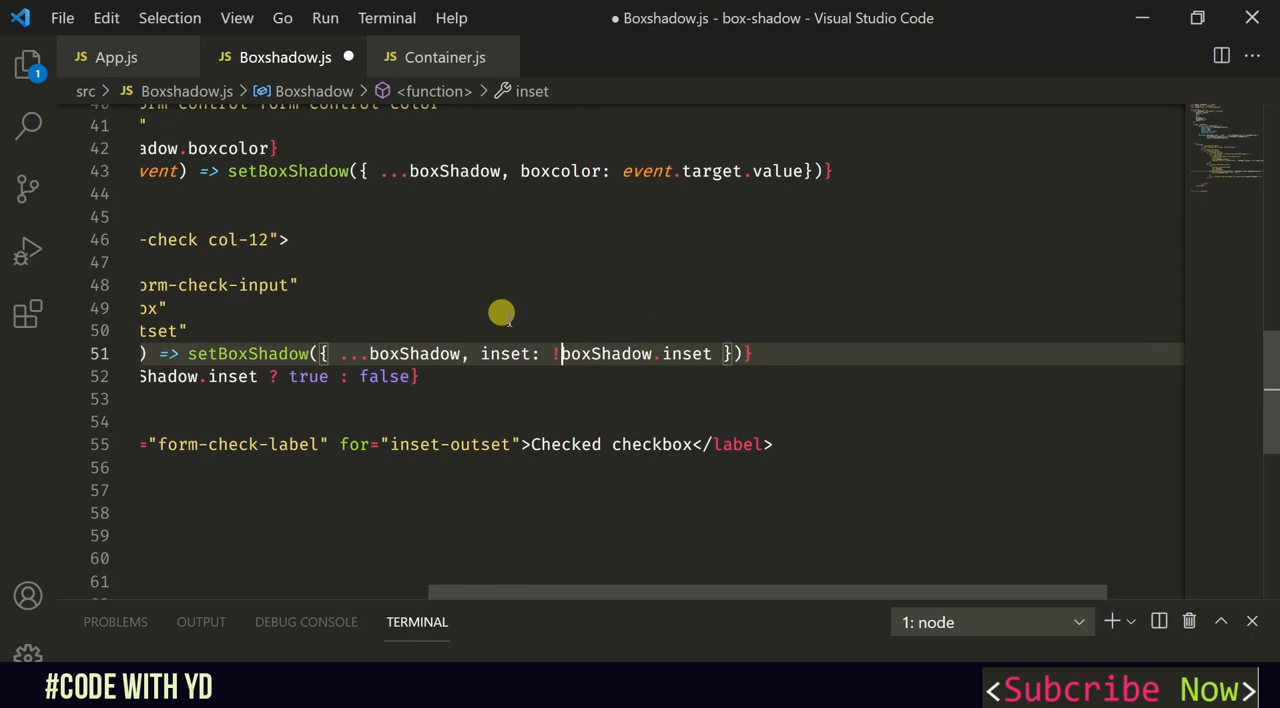 File Edit Selection View Go Run Terminal Help
● Boxshadow.js - box-shadow - Visual Studio Code
JS App.js
JS Boxshadow.js
JS Container.js
src > JS Boxshadow.js > Boxshadow > <function> > inset
1
41 "
42 adow.boxcolor}
43 vent) => setBoxShadow({ ...boxShadow, boxcolor: event.target.value})}
44
45
46 -check col-12">
47
48 orm-check-input"
49 ox"
50 tset"
51 ) => setBoxShadow({ ...boxShadow, inset: !boxShadow.inset })}
52 Shadow.inset ? true : false}
53
54
55 ="form-check-label" for="inset-outset">Checked checkbox</label>
56
57
58
59
60
61
PROBLEMS OUTPUT DEBUG CONSOLE TERMINAL
1: node
#CODE WITH YD
<Subcribe Now>